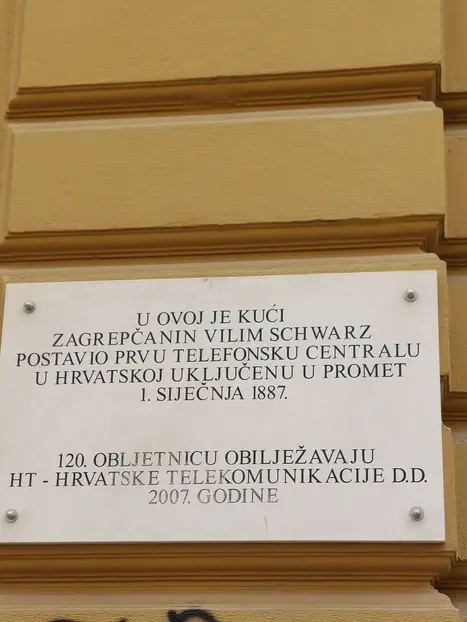 U OVOJ JE KUĆI
ZAGREPČANIN VILIM SCHWARZ
POSTAVIO PRVU TELEFONSKU CENTRALU
U HRVATSKOJ UKLJUČENU U PROMET
1. SIJEČNJA 1887.
120. OBLJETNICU OBILJEŽAVAJU
HT - HRVATSKE TELEKOMUNIKACIJE D.D.
2007. GODINE